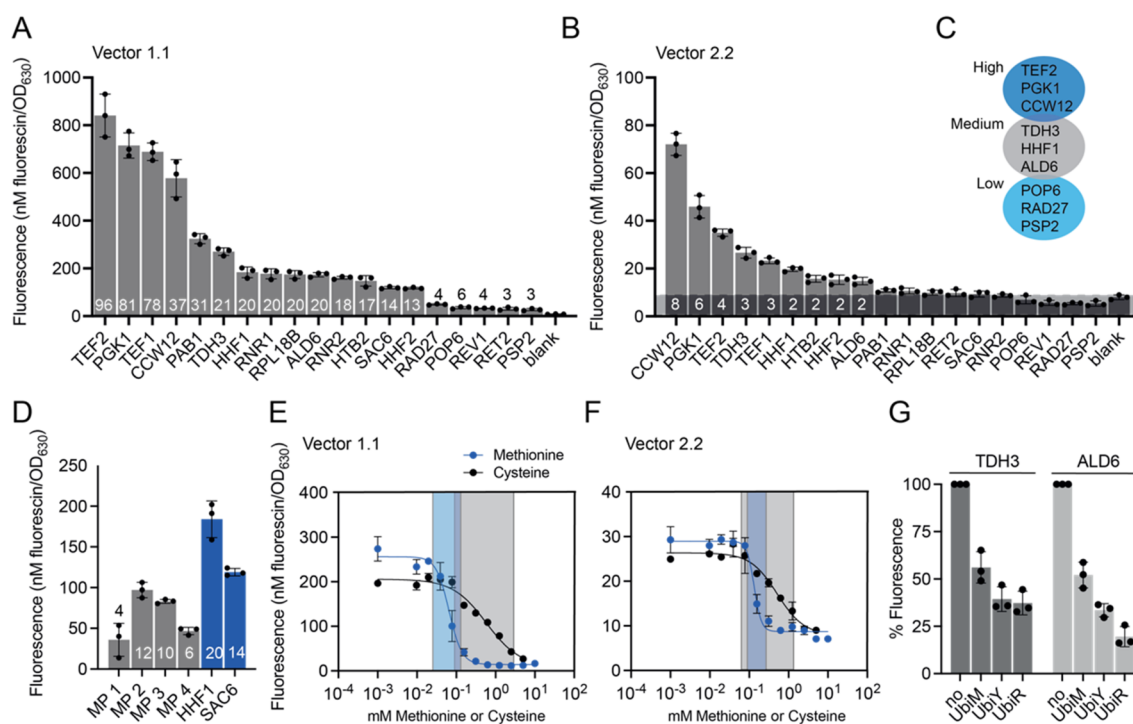 A
Vector 1.1
Fluorescence (nM fluorescin/OD630)
1000
800
600
400
200
0
96 81 78 37 31 21 20 20 20 20 18 17 14 13 4 6 4 3 3
TEF2 PGK1 TEF1 CCW12 PAB1 TDH3 HHF1 RNR1 RPL18B ALD6 RNR2 HTB2 SAC6 HHF2 RAD27 POP6 REV1 RET2 PSP2 blank
B
Vector 2.2
Fluorescence (nM fluorescin/OD630)
100
80
60
40
20
0
8 6 4 3 3 2 2 2 2
CCW12 PGK1 TEF2 TDH3 TEF1 HHF1 HTB2 HHF2 ALD6 PAB1 RNR1 RPL18B RET2 SAC6 RNR2 POP6 REV1 RAD27 PSP2 blank
C
High
TEF2
PGK1
CCW12
Medium
TDH3
HHF1
ALD6
Low
POP6
RAD27
PSP2
D
Fluorescence (nM fluorescin/OD630)
250
200
150
100
50
0
4 12 10 6 20 14
MP 1 MP 2 MP 3 MP 4 HHF1 SAC6
E
Vector 1.1
Methionine
Cysteine
Fluorescence (nM fluorescin/OD630)
400
300
200
100
0
10-3 10-2 10-1 100 101 102
mM Methionine or Cysteine
F
Vector 2.2
40
30
20
10
0
10-3 10-2 10-1 100 101 102
mM Methionine or Cysteine
G
TDH3 ALD6
% Fluorescence
100
50
0
no UbiM UbiY UbiR no UbiM UbiY UbiR